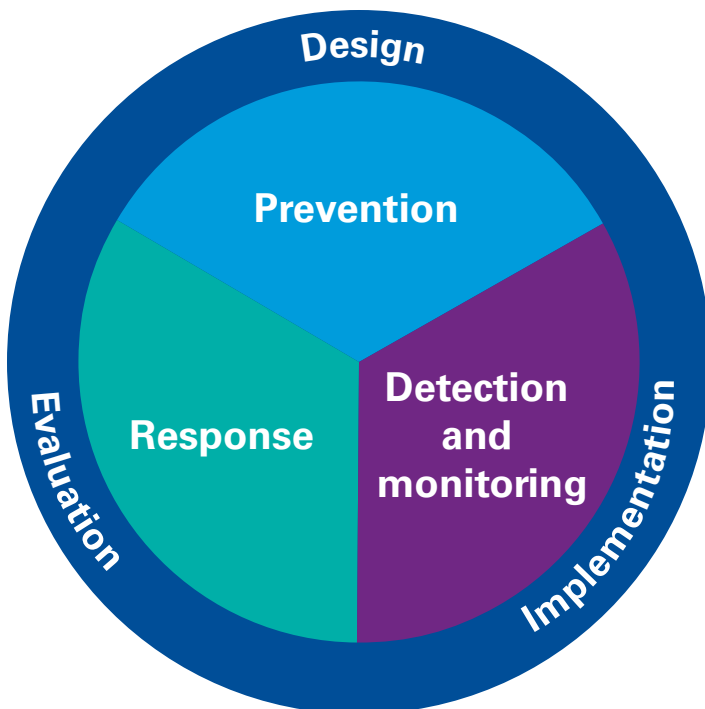 Design
Prevention
Detection
and
monitoring
Response
Evaluation
Implementation